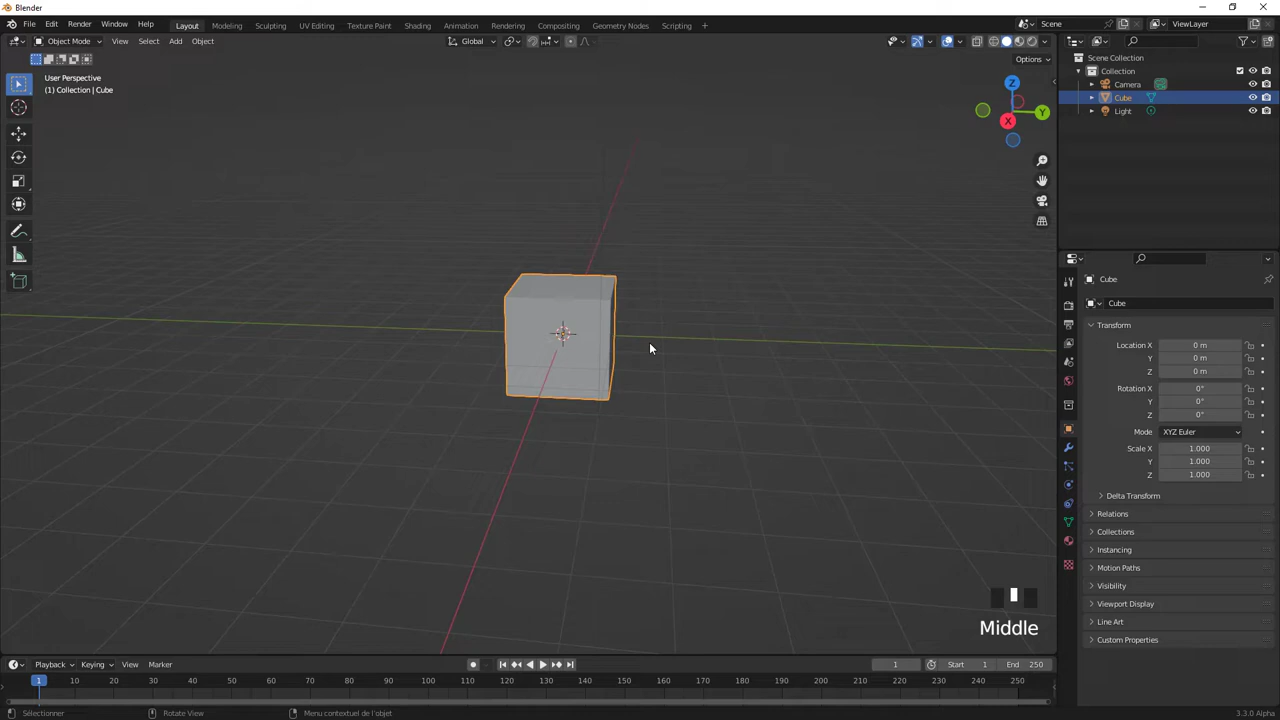 Blender
File Edit Render Window Help Layout Modeling Sculpting UV Editing Texture Paint Shading Animation Rendering Compositing Geometry Nodes Scripting + Scene ViewLayer
Object Mode View Select Add Object Global
Options
User Perspective
(1) Collection | Cube
Z
Y
X
Scene Collection
Collection
Camera
Cube
Light
Cube
Cube
Transform
Location X 0 m
Y 0 m
Z 0 m
Rotation X 0°
Y 0°
Z 0°
Mode XYZ Euler
Scale X 1.000
Y 1.000
Z 1.000
Delta Transform
Relations
Collections
Instancing
Motion Paths
Visibility
Viewport Display
Line Art
Custom Properties
Middle
Playback Keying View Marker 1 Start 1 End 250
1 10 20 30 40 50 60 70 80 90 100 110 120 130 140 150 160 170 180 190 200 210 220 230 240 250
Sélectionner Rotate View Menu contextuel de l'objet 3.3.0 Alpha